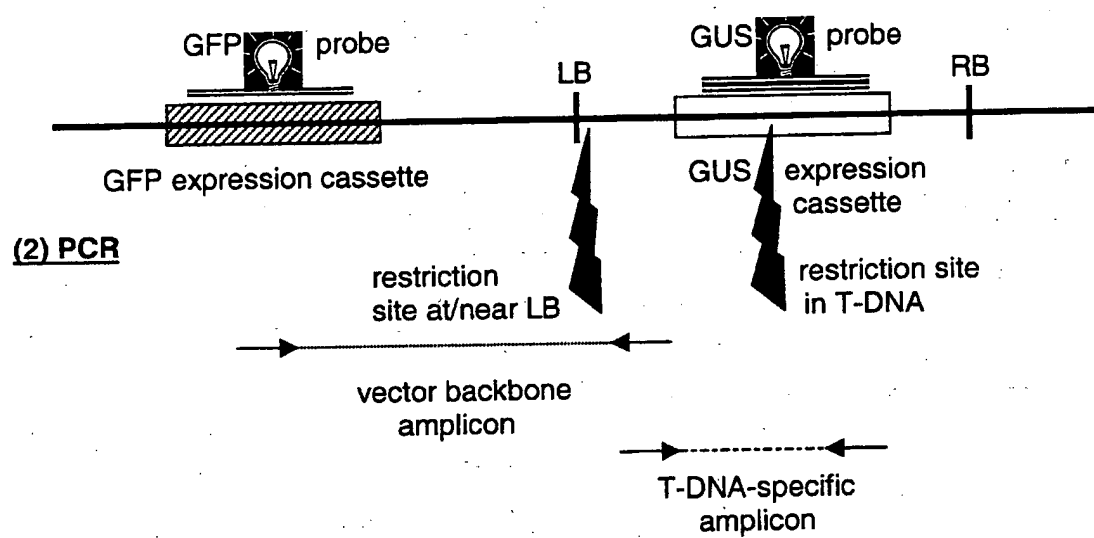 GFP probe
GUS probe
LB
RB
GFP expression cassette
GUS expression
cassette
(2) PCR
restriction
site at/near LB
restriction site
in T-DNA
vector backbone
amplicon
T-DNA-specific
amplicon